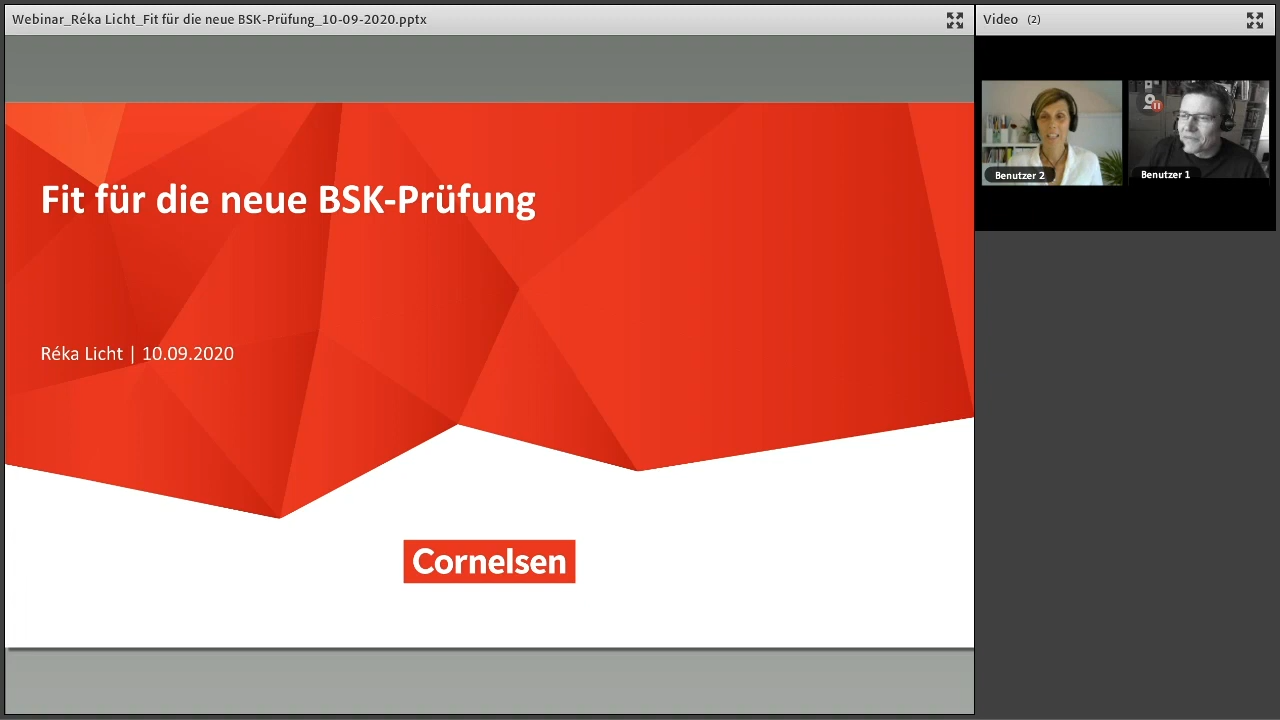 Webinar_Réka Licht_Fit für die neue BSK-Prüfung_10-09-2020.pptx
Video (2)
Benutzer 2
Benutzer 1
Fit für die neue BSK-Prüfung
Réka Licht | 10.09.2020
Cornelsen